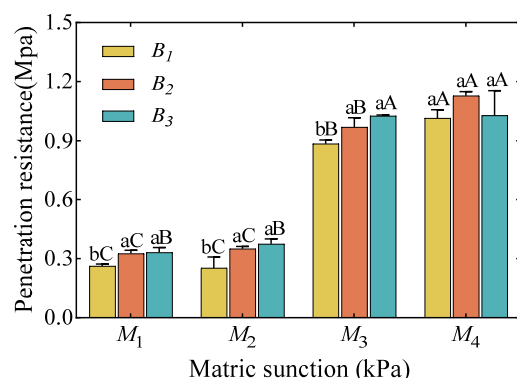 Penetration resistance(Mpa)
1.5
1.2
0.9
0.6
0.3
0.0
B1
B2
B3
bC aC aB
bC aC aB
bB aB aA
aA aA aA
M1 M2 M3 M4
Matric sunction (kPa)